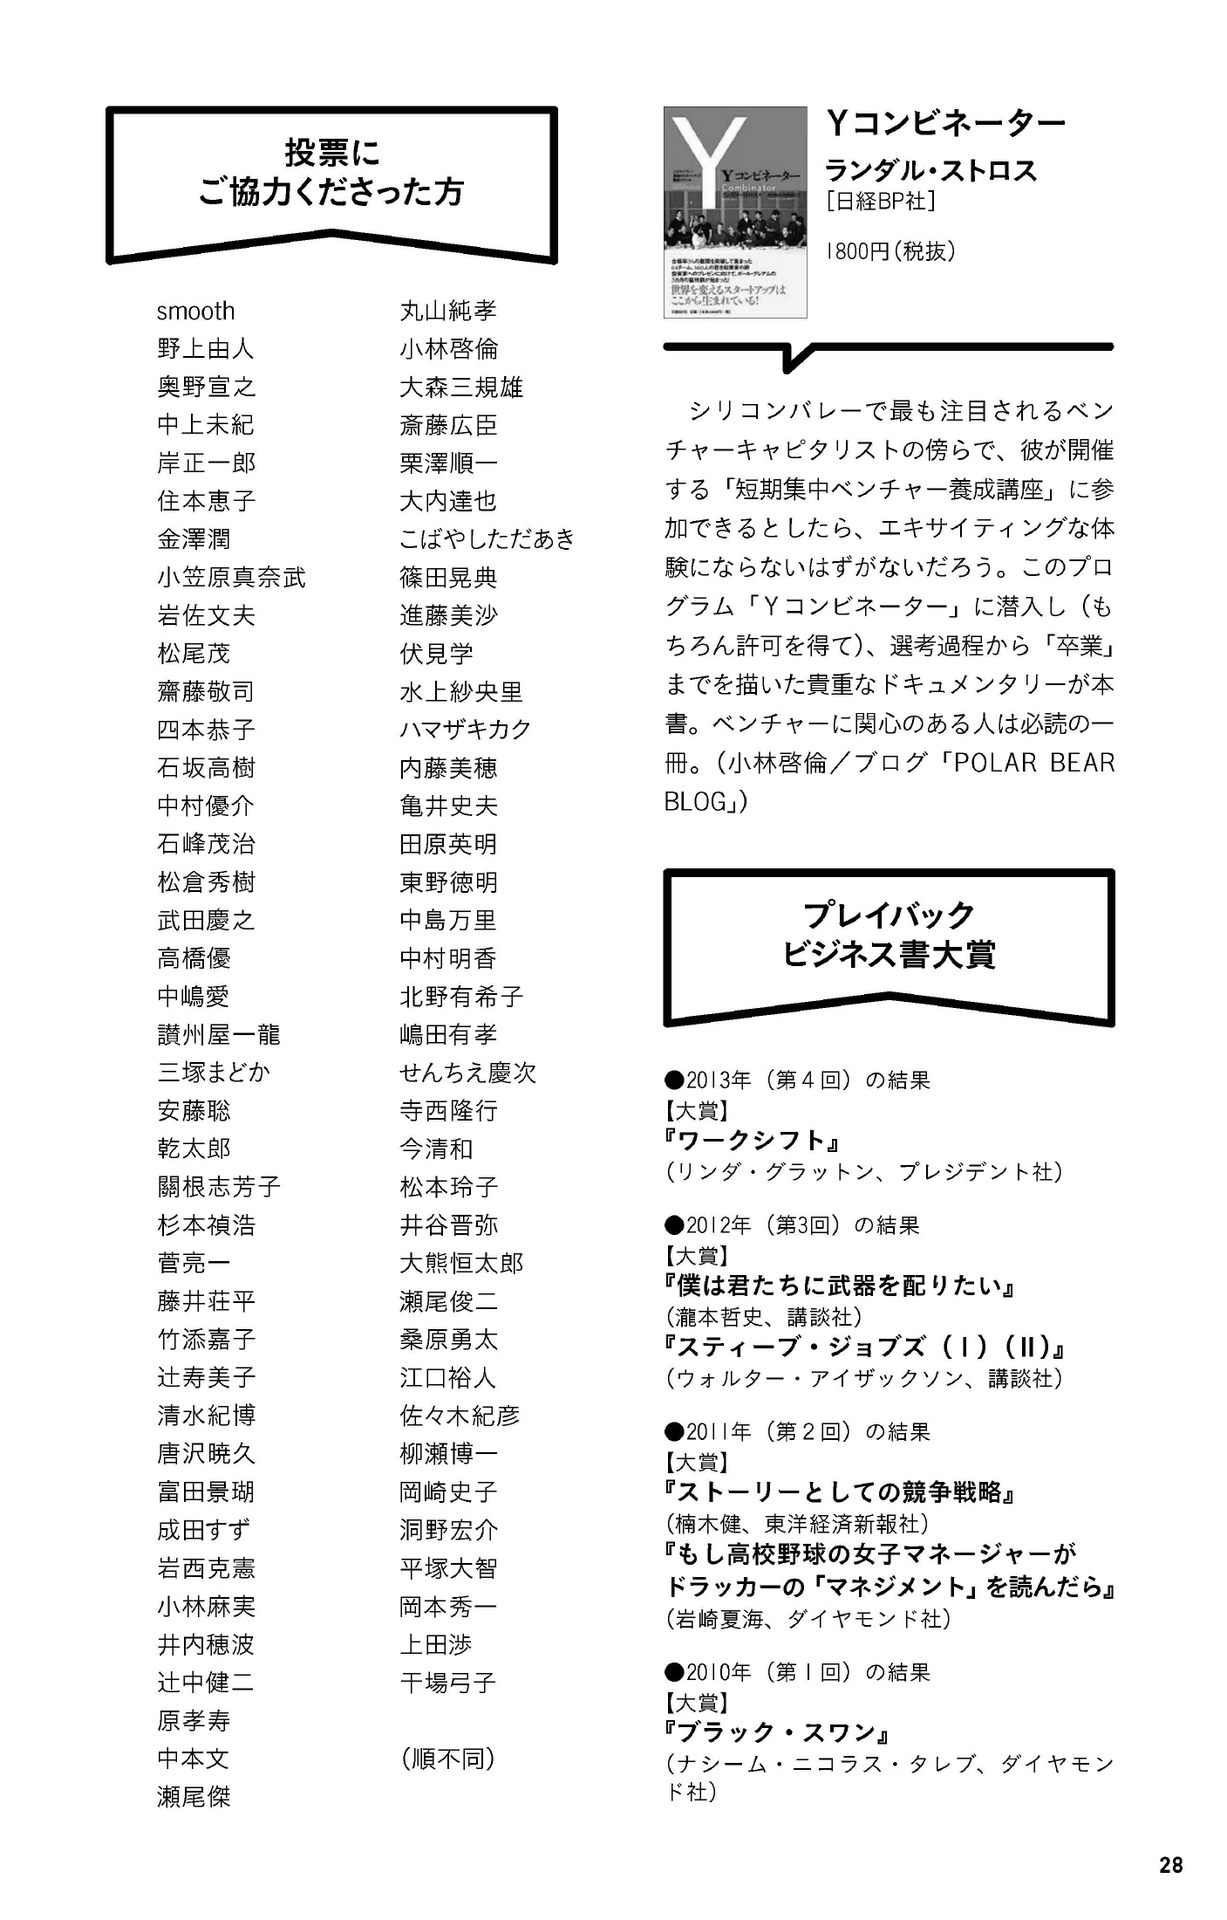 投票に
ご協力くださった方
smooth
野上由人
奥野宣之
中上未紀
岸正一郎
住本恵子
金澤潤
小笠原真奈武
岩佐文夫
松尾茂
齋藤敬司
四本恭子
石坂高樹
中村優介
石峰茂治
松倉秀樹
武田慶之
高橋優
中嶋愛
讃州屋一龍
三塚まどか
安藤聡
乾太郎
關根志芳子
杉本禎浩
菅亮一
藤井荘平
竹添嘉子
辻寿美子
清水紀博
唐沢暁久
富田景瑚
成田すず
岩西克憲
小林麻実
井内穂波
辻中健二
原孝寿
中本文
瀬尾傑
丸山純孝
小林啓倫
大森三規雄
斎藤広臣
栗澤順一
大内達也
こばやしただあき
篠田晃典
進藤美沙
伏見学
水上紗央里
ハマザキカク
内藤美穂
亀井史夫
田原英明
東野徳明
中島万里
中村明香
北野有希子
嶋田有孝
せんちえ慶次
寺西隆行
今清和
松本玲子
井谷晋弥
大熊恒太郎
瀬尾俊二
桑原勇太
江口裕人
佐々木紀彦
柳瀬博一
岡崎史子
洞野宏介
平塚大智
岡本秀一
上田渉
干場弓子
（順不同）
Y
Yコンビネーター
Combinator
世界を変えるスタートアップは
ここから生まれている！
Yコンビネーター
ランダル・ストロス
［日経BP社］
1800円（税抜）
シリコンバレーで最も注目されるベン
チャーキャピタリストの傍らで、彼が開催
する「短期集中ベンチャー養成講座」に参
加できるとしたら、エキサイティングな体
験にならないはずがないだろう。このプロ
グラム「Yコンビネーター」に潜入し（も
ちろん許可を得て）、選考過程から「卒業」
までを描いた貴重なドキュメンタリーが本
書。ベンチャーに関心のある人は必読の一
冊。（小林啓倫／ブログ「POLAR BEAR
BLOG」）
プレイバック
ビジネス書大賞
●2013年（第４回）の結果
【大賞】
『ワークシフト』
（リンダ・グラットン、プレジデント社）
●2012年（第3回）の結果
【大賞】
『僕は君たちに武器を配りたい』
（瀧本哲史、講談社）
『スティーブ・ジョブズ（Ⅰ）（Ⅱ）』
（ウォルター・アイザックソン、講談社）
●2011年（第２回）の結果
【大賞】
『ストーリーとしての競争戦略』
（楠木健、東洋経済新報社）
『もし高校野球の女子マネージャーが
ドラッカーの「マネジメント」を読んだら』
（岩崎夏海、ダイヤモンド社）
●2010年（第１回）の結果
【大賞】
『ブラック・スワン』
（ナシーム・ニコラス・タレブ、ダイヤモン
ド社）
28